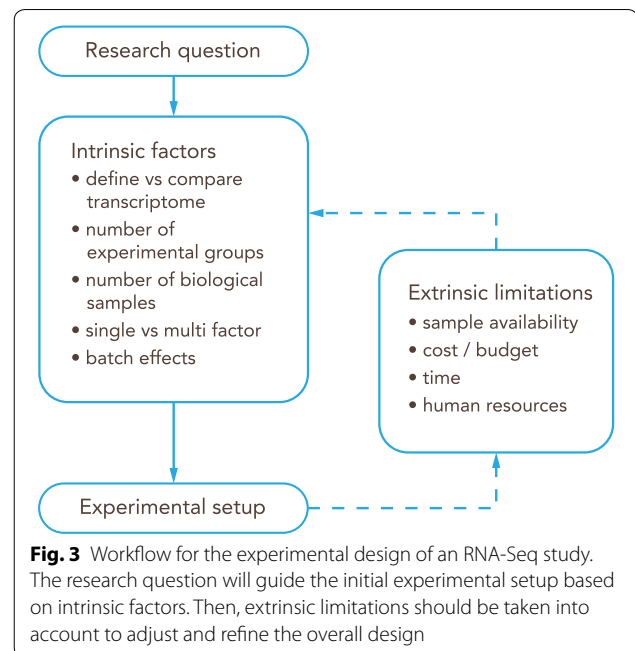 Research question
Intrinsic factors
• define vs compare
transcriptome
• number of
experimental groups
• number of biological
samples
• single vs multi factor
• batch effects
Extrinsic limitations
• sample availability
• cost / budget
• time
• human resources
Experimental setup
Fig. 3 Workflow for the experimental design of an RNA-Seq study.
The research question will guide the initial experimental setup based
on intrinsic factors. Then, extrinsic limitations should be taken into
account to adjust and refine the overall design